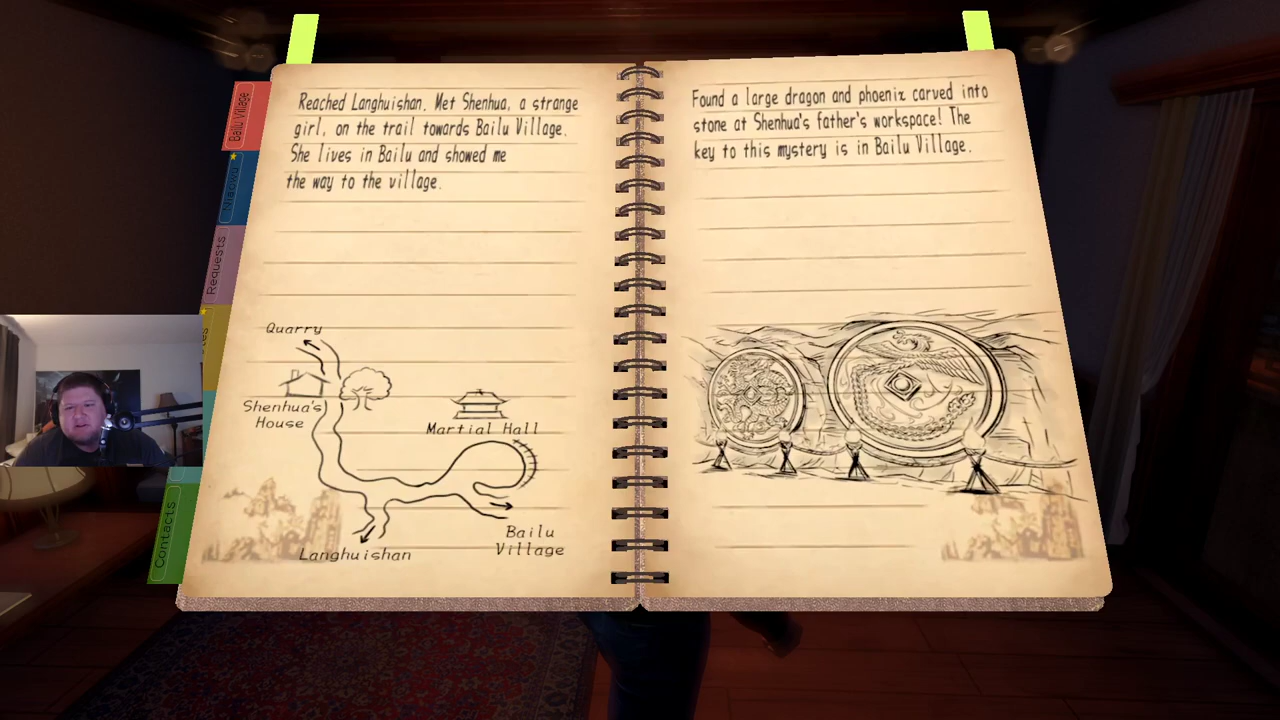 Reached Langhuishan. Met Shenhua, a strange
girl, on the trail towards Bailu Village.
She lives in Bailu and showed me
the way to the village.
Quarry
Shenhua's
House
Martial Hall
Bailu
Village
Langhuishan
Found a large dragon and phoenix carved into
stone at Shenhua's father's workspace! The
key to this mystery is in Bailu Village.
Bailu Village
Niaowu
Requests
Contacts